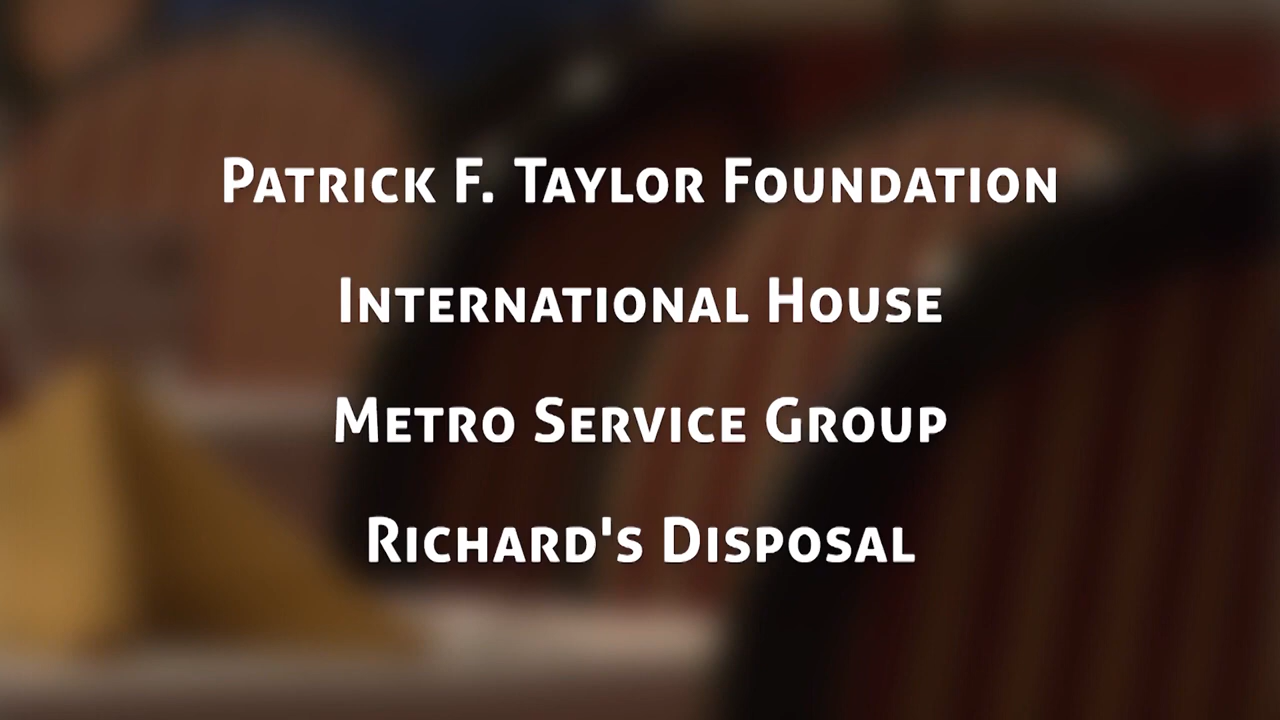 Patrick F. Taylor Foundation
International House
Metro Service Group
Richard's Disposal